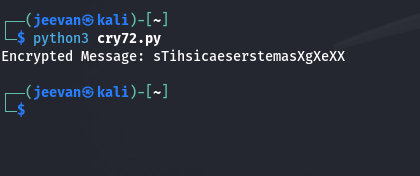 ┌──(jeevan㉿kali)-[~]
└─$ python3 cry72.py
Encrypted Message: sTihsicaeserstemasXgXeXX
┌──(jeevan㉿kali)-[~]
└─$